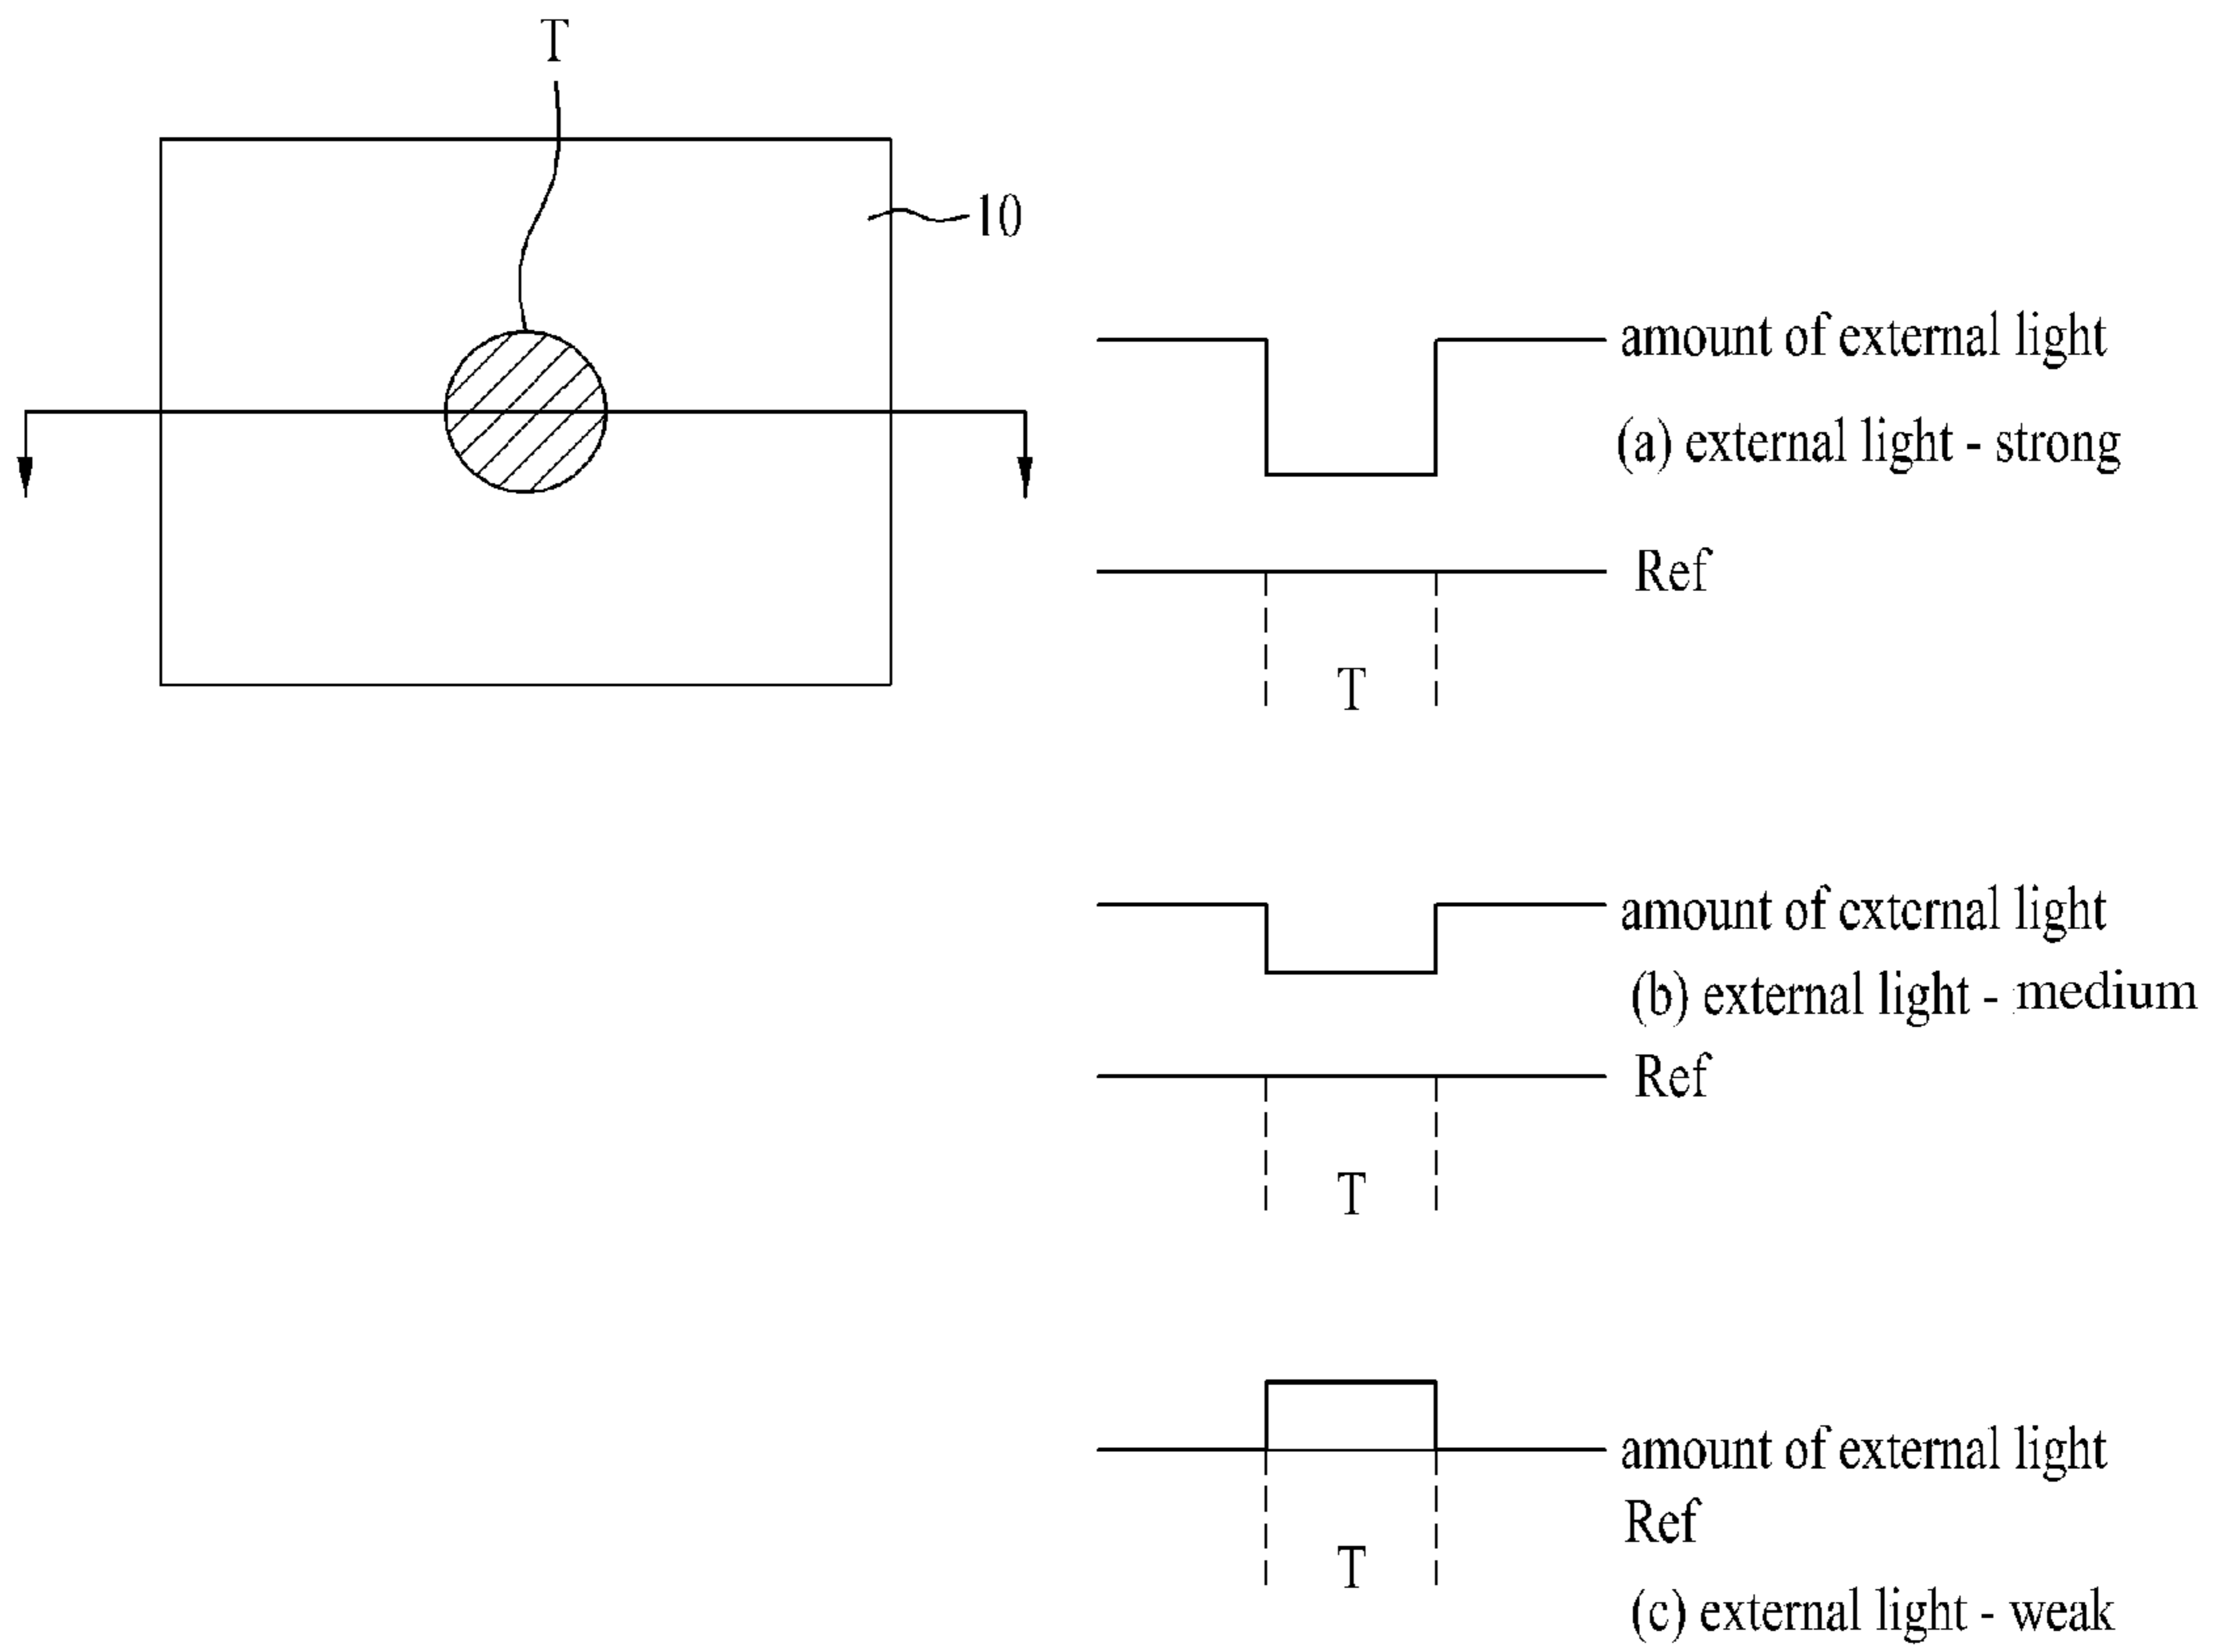 T
10
amount of external light
(a) external light - strong
Ref
T
amount of external light
(b) external light - medium
Ref
T
amount of external light
Ref
T
(c) external light - weak